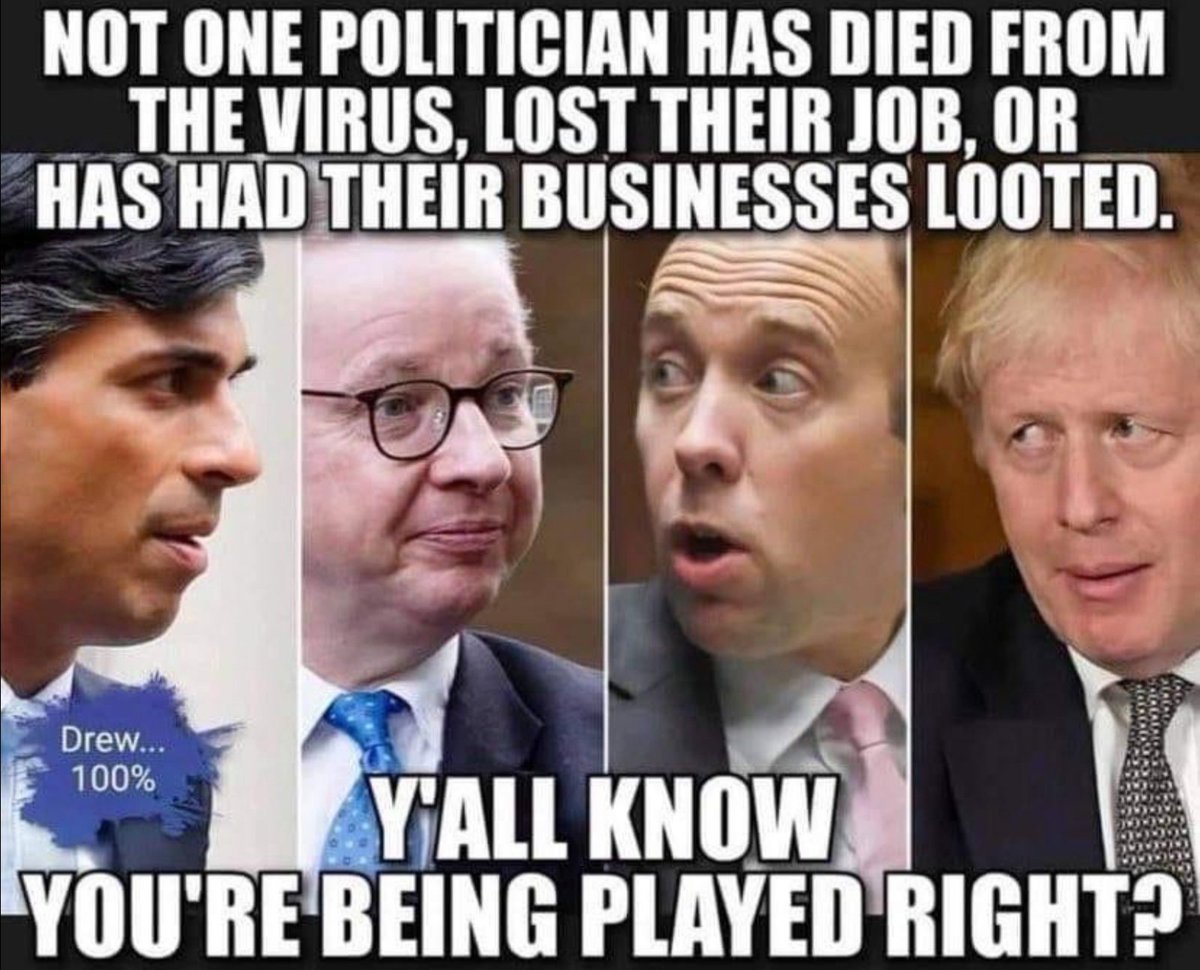 NOT ONE POLITICIAN HAS DIED FROM
THE VIRUS, LOST THEIR JOB, OR
HAS HAD THEIR BUSINESSES LOOTED.
Drew...
100%
Y'ALL KNOW
YOU'RE BEING PLAYED RIGHT?